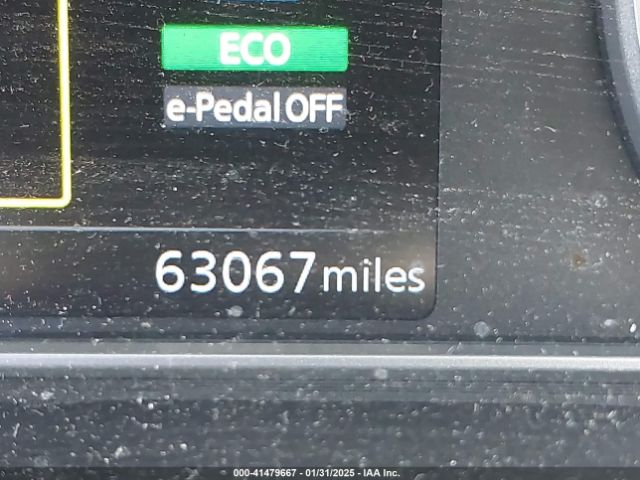 ECO
e-Pedal OFF
63067 miles
000-41479667 - 01/31/2025 - IAA Inc.